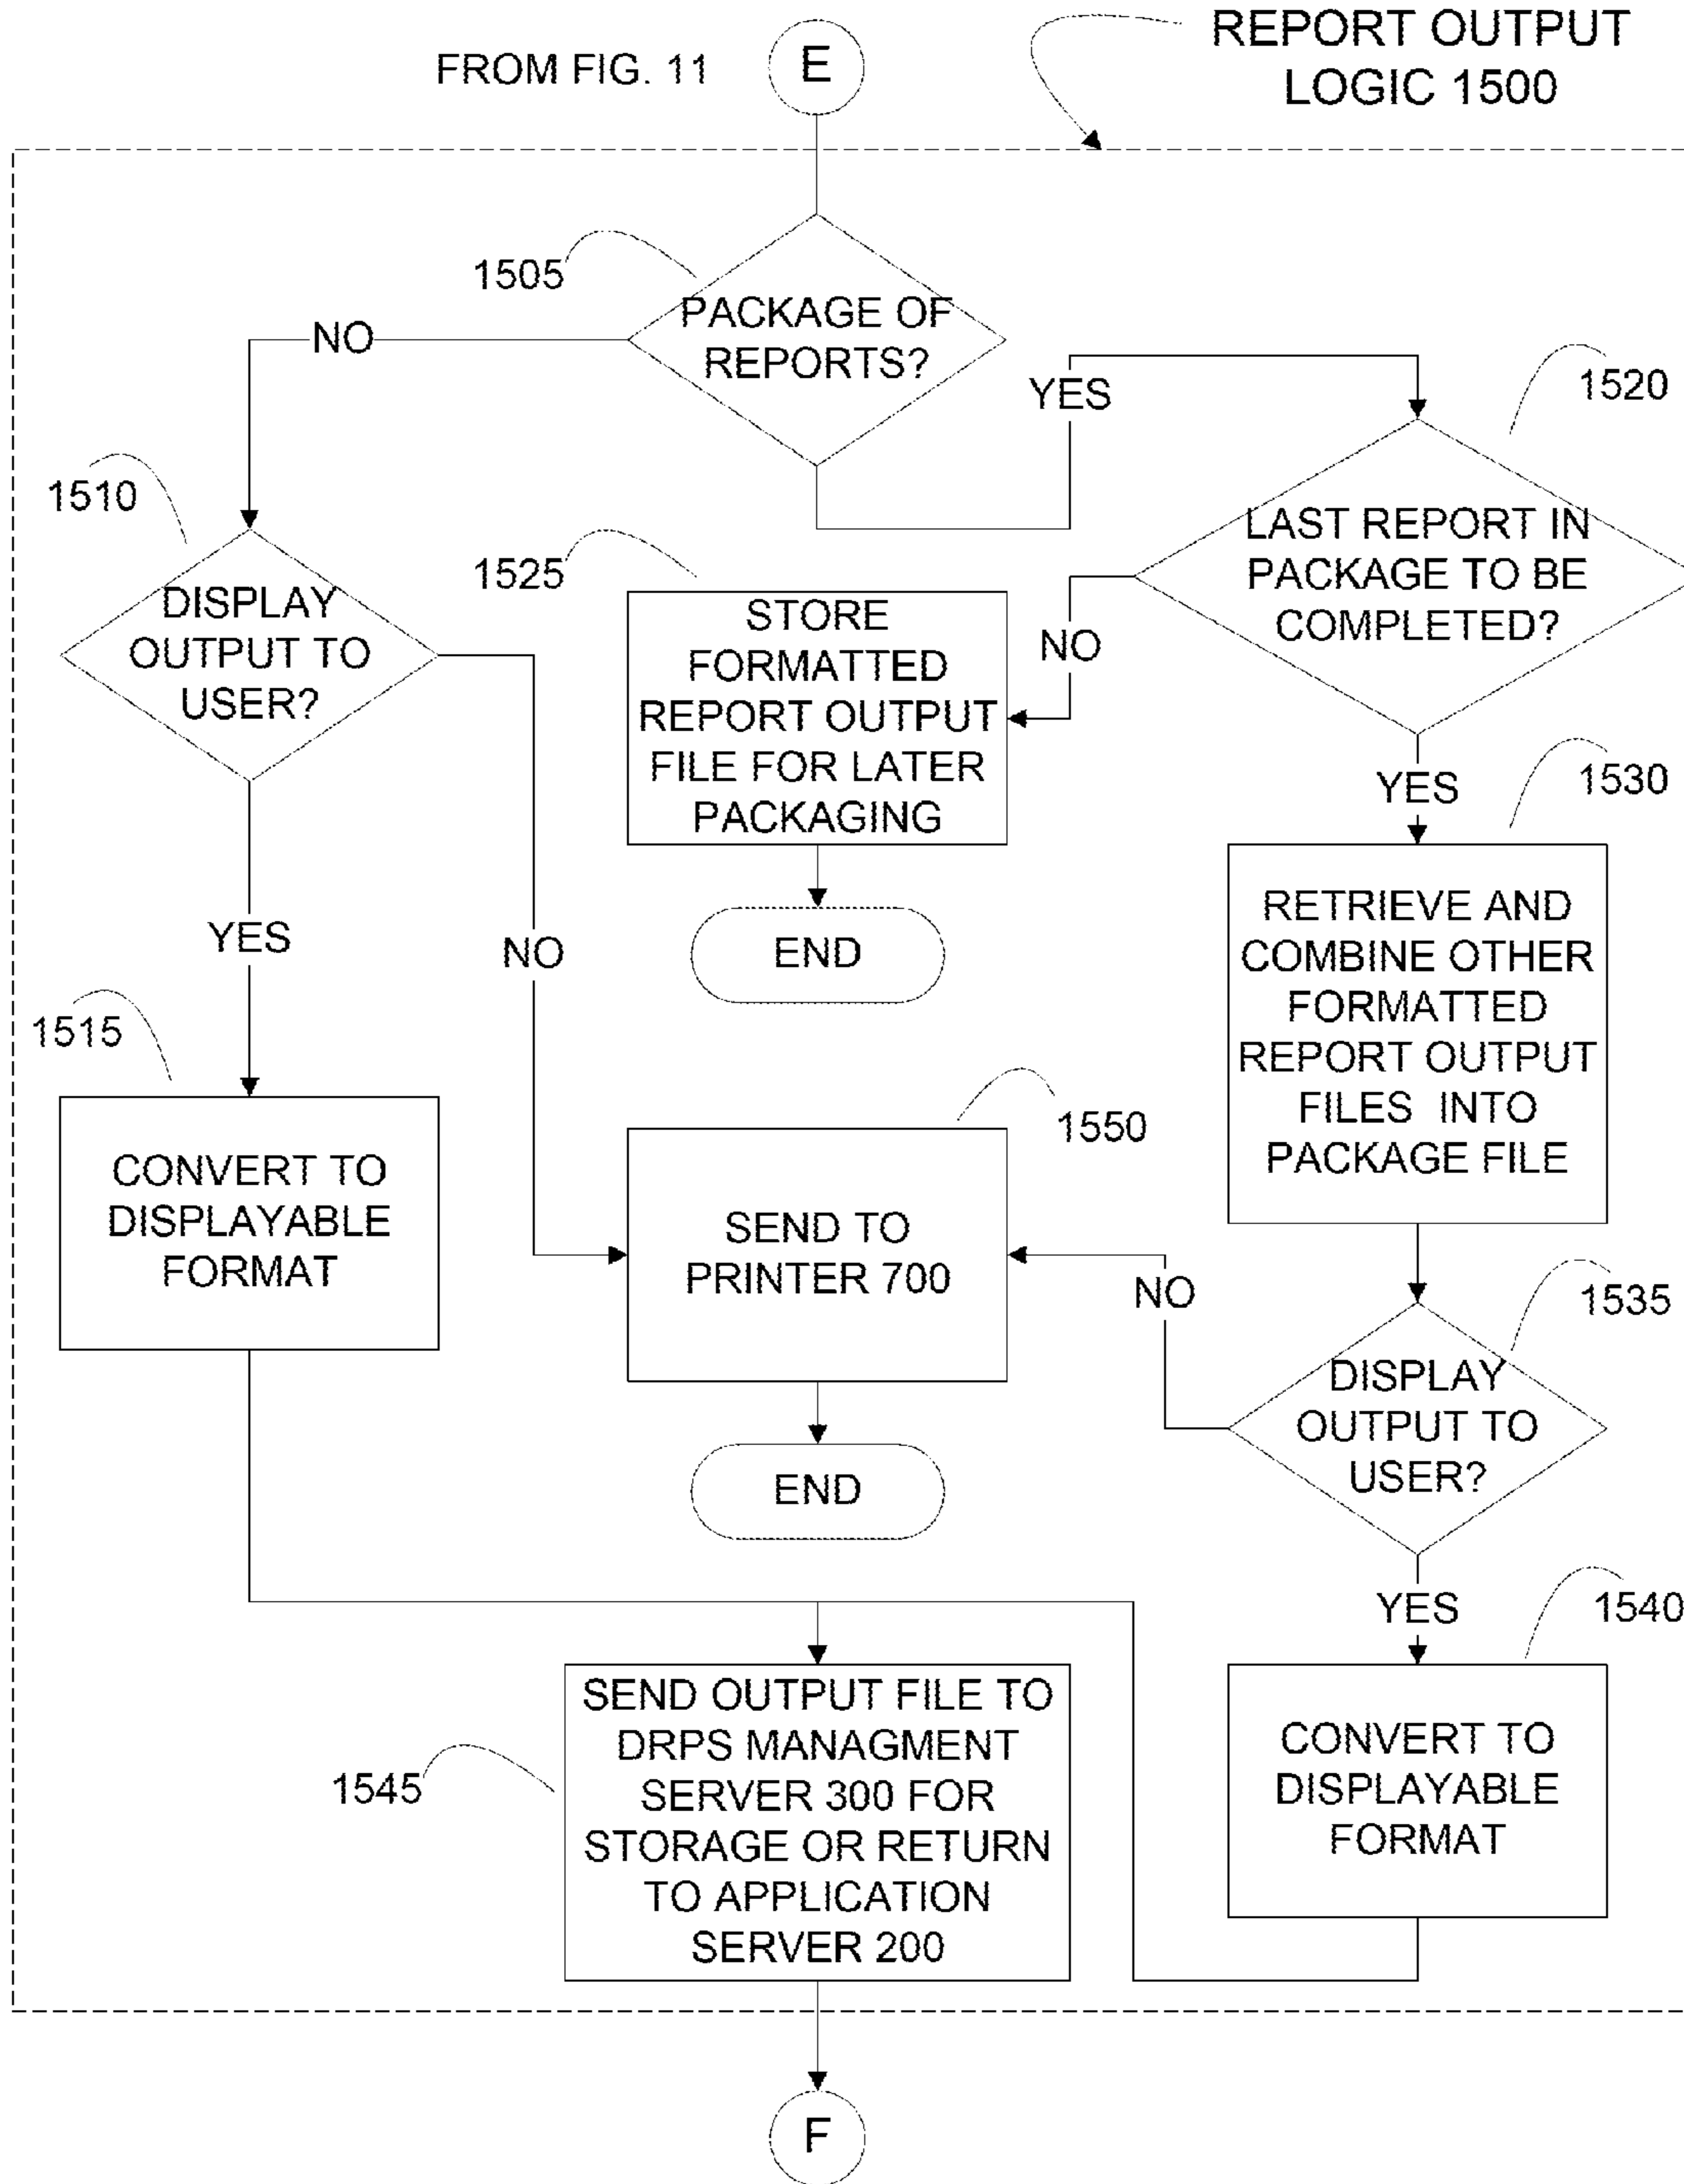 REPORT OUTPUT
LOGIC 1500
FROM FIG. 11
E
1505
PACKAGE OF
REPORTS?
NO
YES
1520
1510
LAST REPORT IN
PACKAGE TO BE
COMPLETED?
1525
DISPLAY
OUTPUT TO
USER?
STORE
FORMATTED
REPORT OUTPUT
FILE FOR LATER
PACKAGING
NO
YES
1530
YES
NO
END
RETRIEVE AND
COMBINE OTHER
FORMATTED
REPORT OUTPUT
FILES INTO
PACKAGE FILE
1515
1550
CONVERT TO
DISPLAYABLE
FORMAT
SEND TO
PRINTER 700
NO
1535
DISPLAY
OUTPUT TO
USER?
END
YES
1540
SEND OUTPUT FILE TO
DRPS MANAGMENT
SERVER 300 FOR
STORAGE OR RETURN
TO APPLICATION
SERVER 200
1545
CONVERT TO
DISPLAYABLE
FORMAT
F